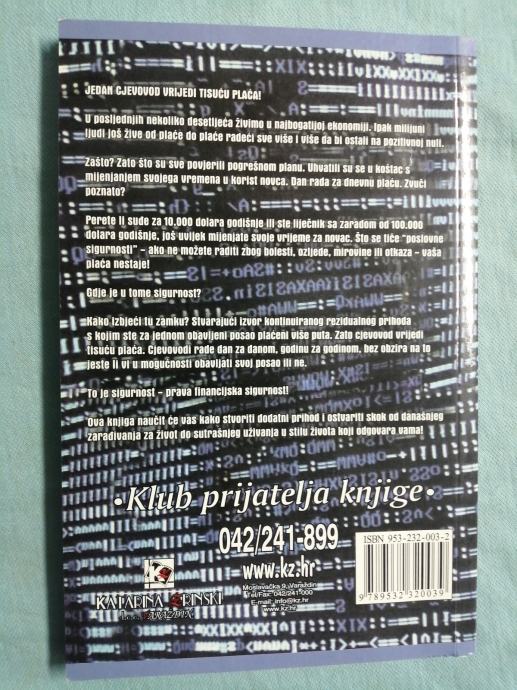 JEDAN CJEVOVOD VRIJEDI TISUĆU PLAĆA!
U posljednjih nekoliko desetljeća živimo u najbogatijoj ekonomiji. Ipak milijuni
ljudi još žive od plaće do plaće radeći sve više i više da bi ostali na pozitivnoj nuli.
Zašto? Zato što su sve povjerili pogrešnom planu. Uhvatili su se u koštac s
mijenjanjem svojega vremena u korist novca. Dan rada za dnevnu plaću. Zvuči
poznato?
Perete li suđe za 10.000 dolara godišnje ili ste liječnik sa zaradom od 100.000
dolara godišnje, još uvijek mijenjate svoje vrijeme za novac. Što se tiče "poslovne
sigurnosti" – ako ne možete raditi zbog bolesti, ozljede, mirovine ili otkaza – vaša
plaća nestaje!
Gdje je u tome sigurnost?
Kako izbjeći tu zamku? Stvarajući izvor kontinuiranog rezidualnog prihoda
s kojim ste za jednom obavljeni posao plaćeni više puta. Zato cjevovod vrijedi
tisuću plaća. Cjevovodi rade dan za danom, godinu za godinom, bez obzira na to
jeste li vi u mogućnosti obavljati svoj posao ili ne.
To je sigurnost – prava financijska sigurnost!
Ova knjiga naučit će vas kako stvoriti dodatni prihod i ostvariti skok od današnjeg
zarađivanja za život do sutrašnjeg uživanja u stilu života koji odgovara vama!
•Klub prijatelja knjige•
042/241-899
www.kz.hr
Moslavačka 9, Varaždin
Tel/Fax: 042/241-000
E-mail: info@kz.hr
www.kz.hr
KATARINA ZRINSKI
d.o.o. VARAŽDIN
ISBN 953-232-003-2
9 789532 320039